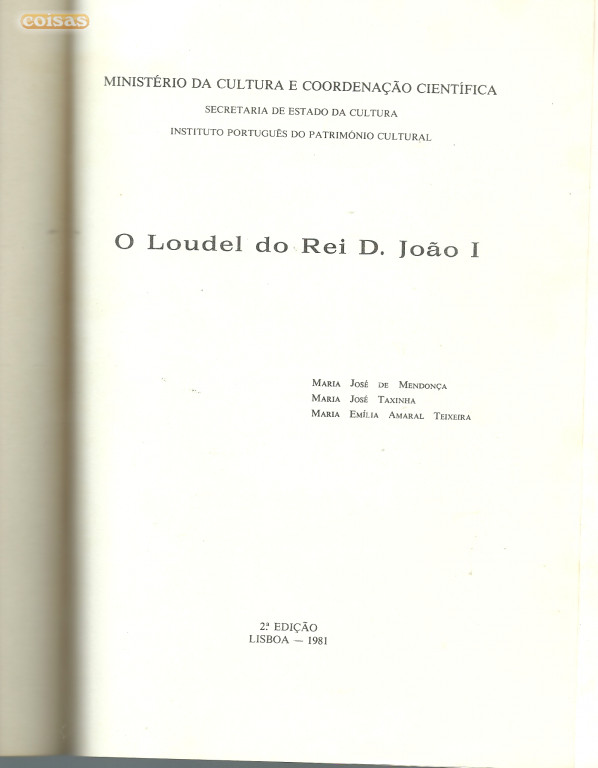 coisas
MINISTÉRIO DA CULTURA E COORDENAÇÃO CIENTÍFICA
SECRETARIA DE ESTADO DA CULTURA
INSTITUTO PORTUGUÊS DO PATRIMÓNIO CULTURAL
O Loudel do Rei D. João I
MARIA JOSÉ DE MENDONÇA
MARIA JOSÉ TAXINHA
MARIA EMÍLIA AMARAL TEIXEIRA
2.ª EDIÇÃO
LISBOA — 1981